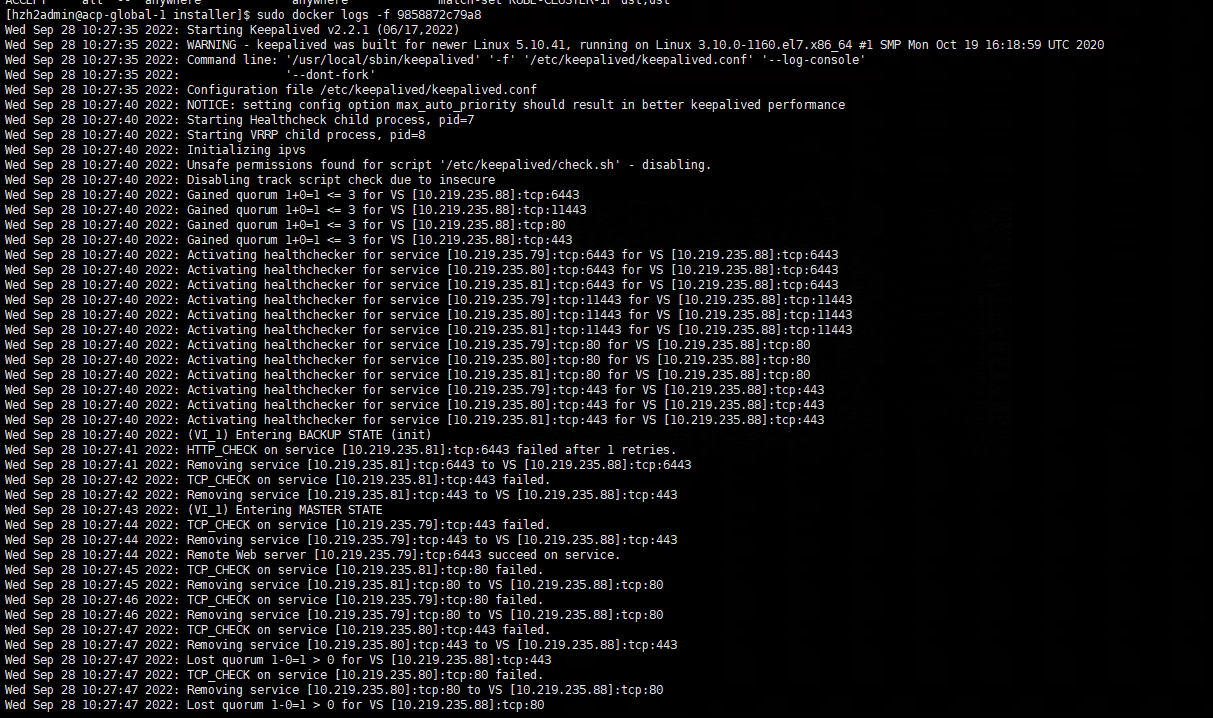 ACCEPT     all  --  anywhere             anywhere             match-set KUBE-CLUSTER-IP dst,dst
[hzh2admin@acp-global-1 installer]$ sudo docker logs -f 9858872c79a8
Wed Sep 28 10:27:35 2022: Starting Keepalived v2.2.1 (06/17,2022)
Wed Sep 28 10:27:35 2022: WARNING - keepalived was built for newer Linux 5.10.41, running on Linux 3.10.0-1160.el7.x86_64 #1 SMP Mon Oct 19 16:18:59 UTC 2020
Wed Sep 28 10:27:35 2022: Command line: '/usr/local/sbin/keepalived' '-f' '/etc/keepalived/keepalived.conf' '--log-console'
Wed Sep 28 10:27:35 2022:               '--dont-fork'
Wed Sep 28 10:27:35 2022: Configuration file /etc/keepalived/keepalived.conf
Wed Sep 28 10:27:40 2022: NOTICE: setting config option max_auto_priority should result in better keepalived performance
Wed Sep 28 10:27:40 2022: Starting Healthcheck child process, pid=7
Wed Sep 28 10:27:40 2022: Starting VRRP child process, pid=8
Wed Sep 28 10:27:40 2022: Initializing ipvs
Wed Sep 28 10:27:40 2022: Unsafe permissions found for script '/etc/keepalived/check.sh' - disabling.
Wed Sep 28 10:27:40 2022: Disabling track script check due to insecure
Wed Sep 28 10:27:40 2022: Gained quorum 1+0=1 <= 3 for VS [10.219.235.88]:tcp:6443
Wed Sep 28 10:27:40 2022: Gained quorum 1+0=1 <= 3 for VS [10.219.235.88]:tcp:11443
Wed Sep 28 10:27:40 2022: Gained quorum 1+0=1 <= 3 for VS [10.219.235.88]:tcp:80
Wed Sep 28 10:27:40 2022: Gained quorum 1+0=1 <= 3 for VS [10.219.235.88]:tcp:443
Wed Sep 28 10:27:40 2022: Activating healthchecker for service [10.219.235.79]:tcp:6443 for VS [10.219.235.88]:tcp:6443
Wed Sep 28 10:27:40 2022: Activating healthchecker for service [10.219.235.80]:tcp:6443 for VS [10.219.235.88]:tcp:6443
Wed Sep 28 10:27:40 2022: Activating healthchecker for service [10.219.235.81]:tcp:6443 for VS [10.219.235.88]:tcp:6443
Wed Sep 28 10:27:40 2022: Activating healthchecker for service [10.219.235.79]:tcp:11443 for VS [10.219.235.88]:tcp:11443
Wed Sep 28 10:27:40 2022: Activating healthchecker for service [10.219.235.80]:tcp:11443 for VS [10.219.235.88]:tcp:11443
Wed Sep 28 10:27:40 2022: Activating healthchecker for service [10.219.235.81]:tcp:11443 for VS [10.219.235.88]:tcp:11443
Wed Sep 28 10:27:40 2022: Activating healthchecker for service [10.219.235.79]:tcp:80 for VS [10.219.235.88]:tcp:80
Wed Sep 28 10:27:40 2022: Activating healthchecker for service [10.219.235.80]:tcp:80 for VS [10.219.235.88]:tcp:80
Wed Sep 28 10:27:40 2022: Activating healthchecker for service [10.219.235.81]:tcp:80 for VS [10.219.235.88]:tcp:80
Wed Sep 28 10:27:40 2022: Activating healthchecker for service [10.219.235.79]:tcp:443 for VS [10.219.235.88]:tcp:443
Wed Sep 28 10:27:40 2022: Activating healthchecker for service [10.219.235.80]:tcp:443 for VS [10.219.235.88]:tcp:443
Wed Sep 28 10:27:40 2022: Activating healthchecker for service [10.219.235.81]:tcp:443 for VS [10.219.235.88]:tcp:443
Wed Sep 28 10:27:40 2022: (VI_1) Entering BACKUP STATE (init)
Wed Sep 28 10:27:41 2022: HTTP_CHECK on service [10.219.235.81]:tcp:6443 failed after 1 retries.
Wed Sep 28 10:27:41 2022: Removing service [10.219.235.81]:tcp:6443 to VS [10.219.235.88]:tcp:6443
Wed Sep 28 10:27:42 2022: TCP_CHECK on service [10.219.235.81]:tcp:443 failed.
Wed Sep 28 10:27:42 2022: Removing service [10.219.235.81]:tcp:443 to VS [10.219.235.88]:tcp:443
Wed Sep 28 10:27:43 2022: (VI_1) Entering MASTER STATE
Wed Sep 28 10:27:44 2022: TCP_CHECK on service [10.219.235.79]:tcp:443 failed.
Wed Sep 28 10:27:44 2022: Removing service [10.219.235.79]:tcp:443 to VS [10.219.235.88]:tcp:443
Wed Sep 28 10:27:44 2022: Remote Web server [10.219.235.79]:tcp:6443 succeed on service.
Wed Sep 28 10:27:45 2022: TCP_CHECK on service [10.219.235.81]:tcp:80 failed.
Wed Sep 28 10:27:45 2022: Removing service [10.219.235.81]:tcp:80 to VS [10.219.235.88]:tcp:80
Wed Sep 28 10:27:46 2022: TCP_CHECK on service [10.219.235.79]:tcp:80 failed.
Wed Sep 28 10:27:46 2022: Removing service [10.219.235.79]:tcp:80 to VS [10.219.235.88]:tcp:80
Wed Sep 28 10:27:47 2022: TCP_CHECK on service [10.219.235.80]:tcp:443 failed.
Wed Sep 28 10:27:47 2022: Removing service [10.219.235.80]:tcp:443 to VS [10.219.235.88]:tcp:443
Wed Sep 28 10:27:47 2022: Lost quorum 1-0=1 > 0 for VS [10.219.235.88]:tcp:443
Wed Sep 28 10:27:47 2022: TCP_CHECK on service [10.219.235.80]:tcp:80 failed.
Wed Sep 28 10:27:47 2022: Removing service [10.219.235.80]:tcp:80 to VS [10.219.235.88]:tcp:80
Wed Sep 28 10:27:47 2022: Lost quorum 1-0=1 > 0 for VS [10.219.235.88]:tcp:80